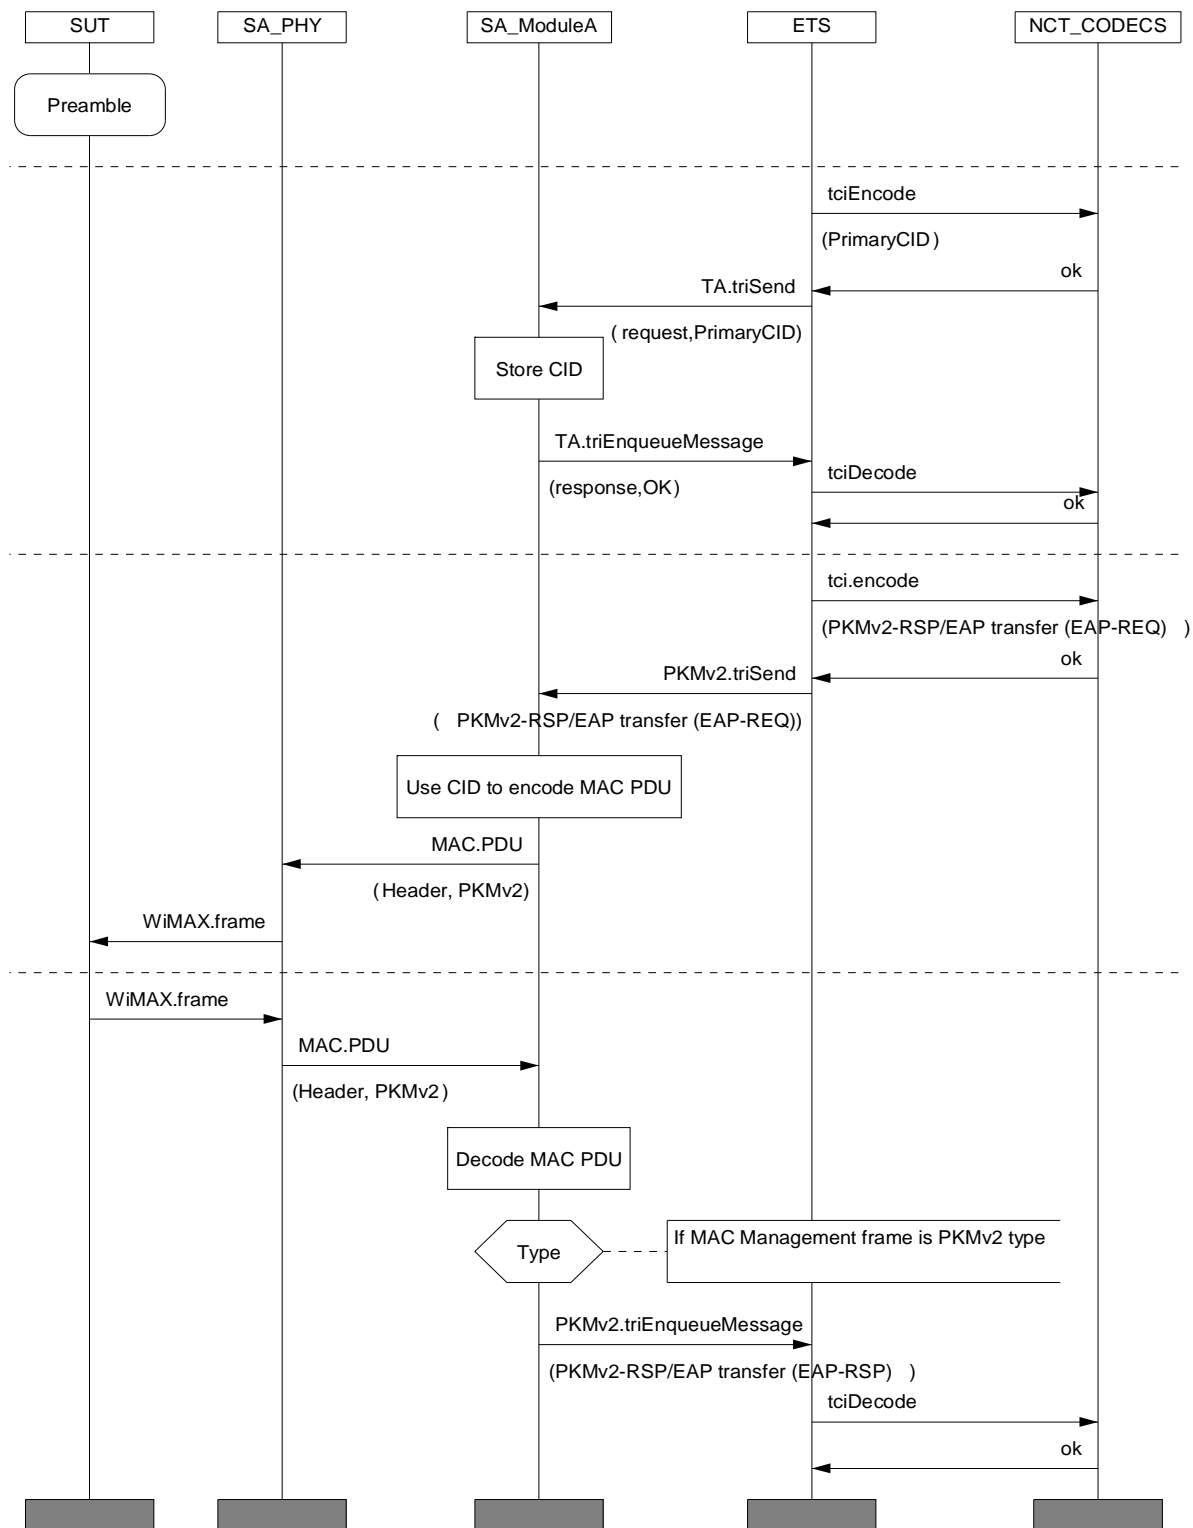 SUT SA_PHY SA_ModuleA ETS NCT_CODECS
Preamble
tciEncode
(PrimaryCID)
ok
TA.triSend
( request,PrimaryCID)
Store CID
TA.triEnqueueMessage
(response,OK)
tciDecode
ok
tci.encode
(PKMv2-RSP/EAP transfer (EAP-REQ) )
ok
PKMv2.triSend
( PKMv2-RSP/EAP transfer (EAP-REQ))
Use CID to encode MAC PDU
MAC.PDU
(Header, PKMv2)
WiMAX.frame
WiMAX.frame
MAC.PDU
(Header, PKMv2)
Decode MAC PDU
Type
If MAC Management frame is PKMv2 type
PKMv2.triEnqueueMessage
(PKMv2-RSP/EAP transfer (EAP-RSP) )
tciDecode
ok